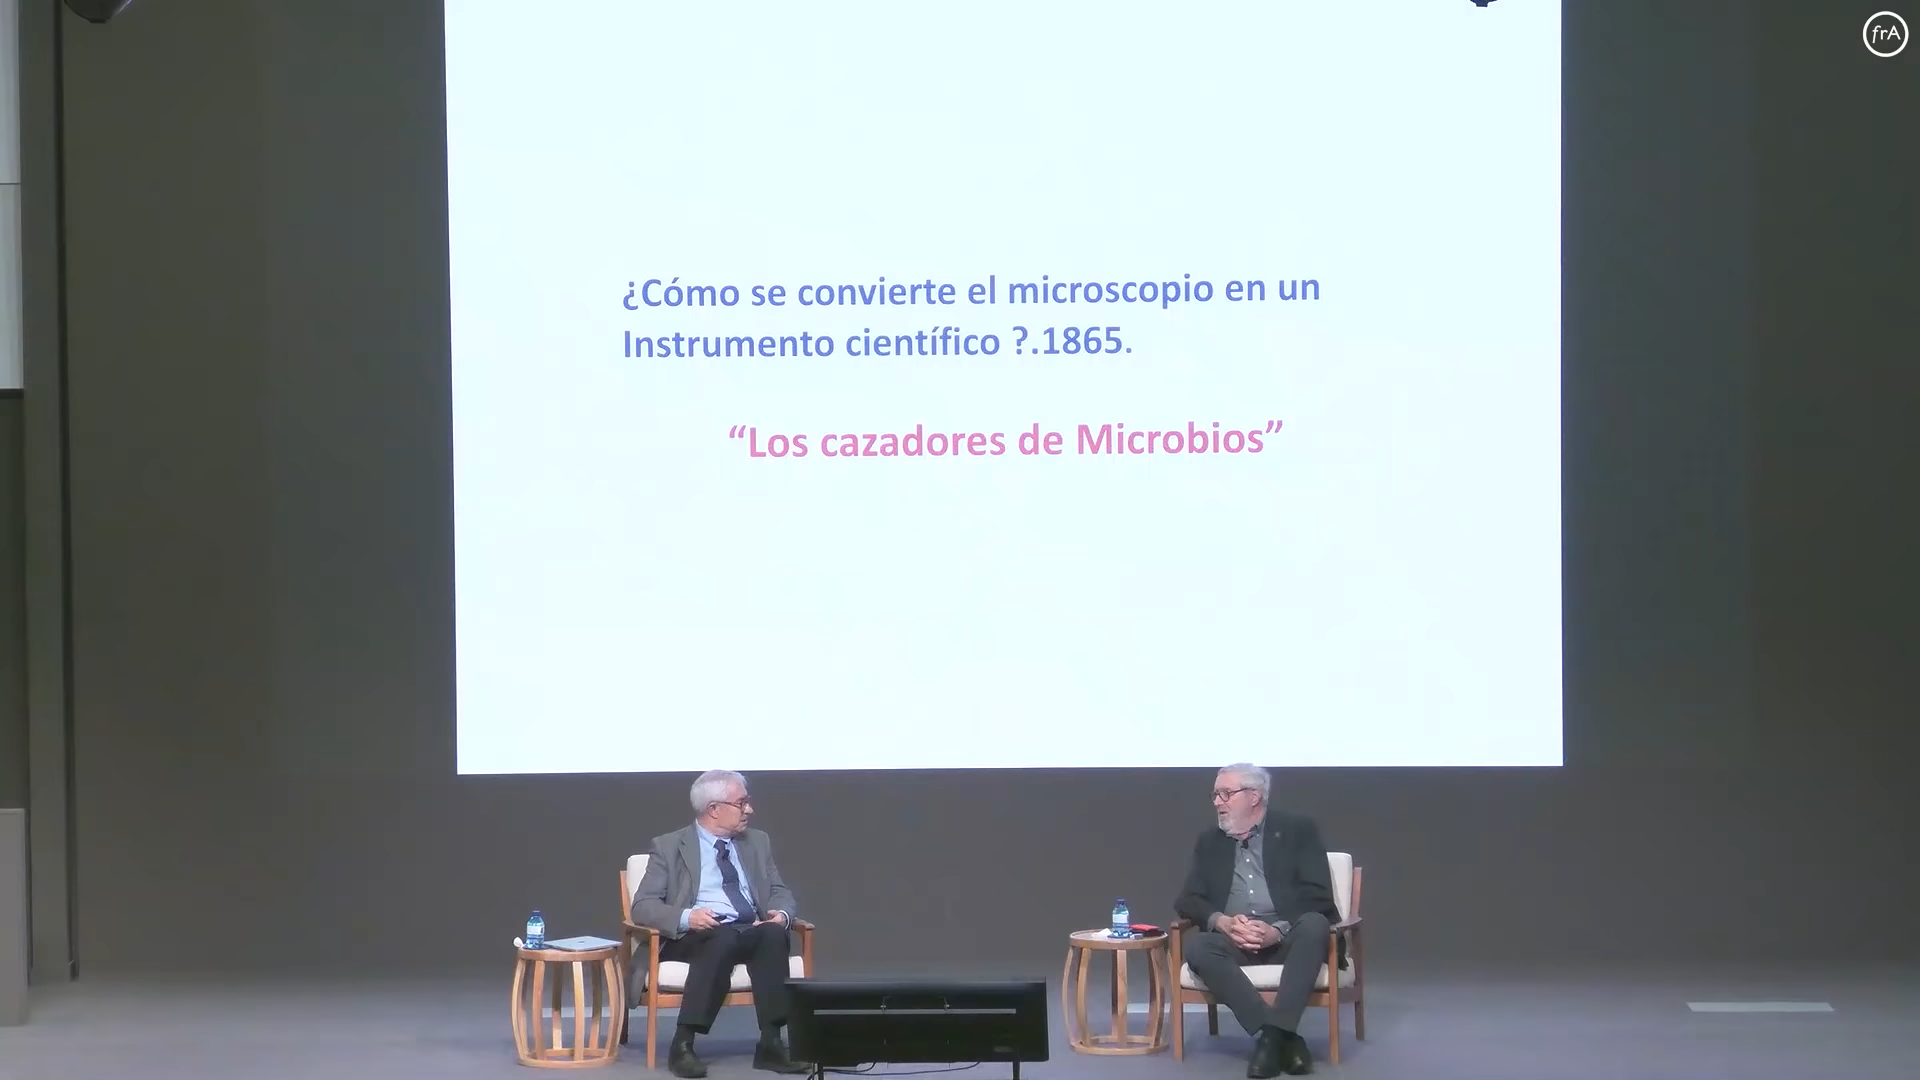 frA
¿Cómo se convierte el microscopio en un
Instrumento científico ?.1865.
“Los cazadores de Microbios”